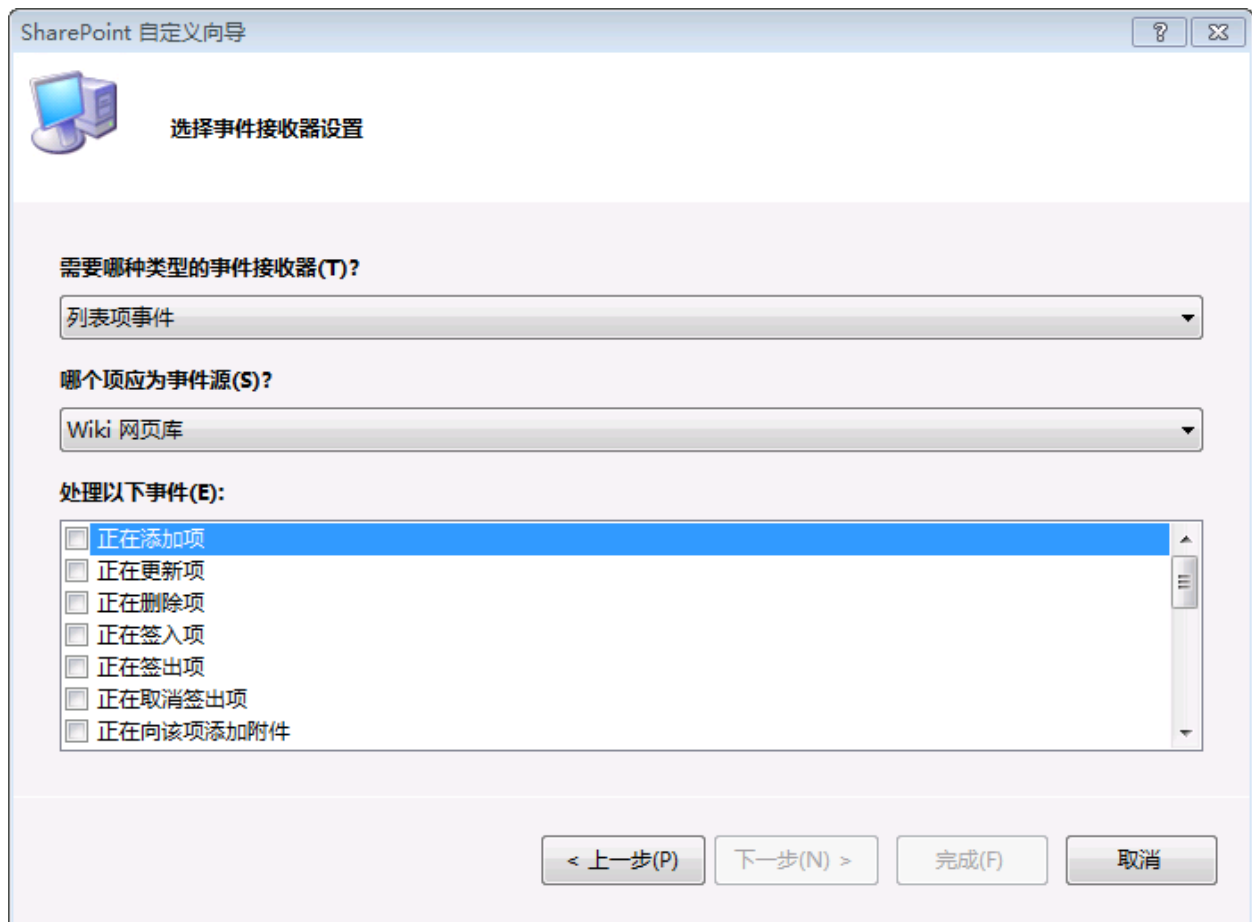 SharePoint 自定义向导
选择事件接收器设置
需要哪种类型的事件接收器(T)?
列表项事件
哪个项应为事件源(S)?
Wiki 网页库
处理以下事件(E):
正在添加项
正在更新项
正在删除项
正在签入项
正在签出项
正在取消签出项
正在向该项添加附件
< 上一步(P) 下一步(N) > 完成(F) 取消